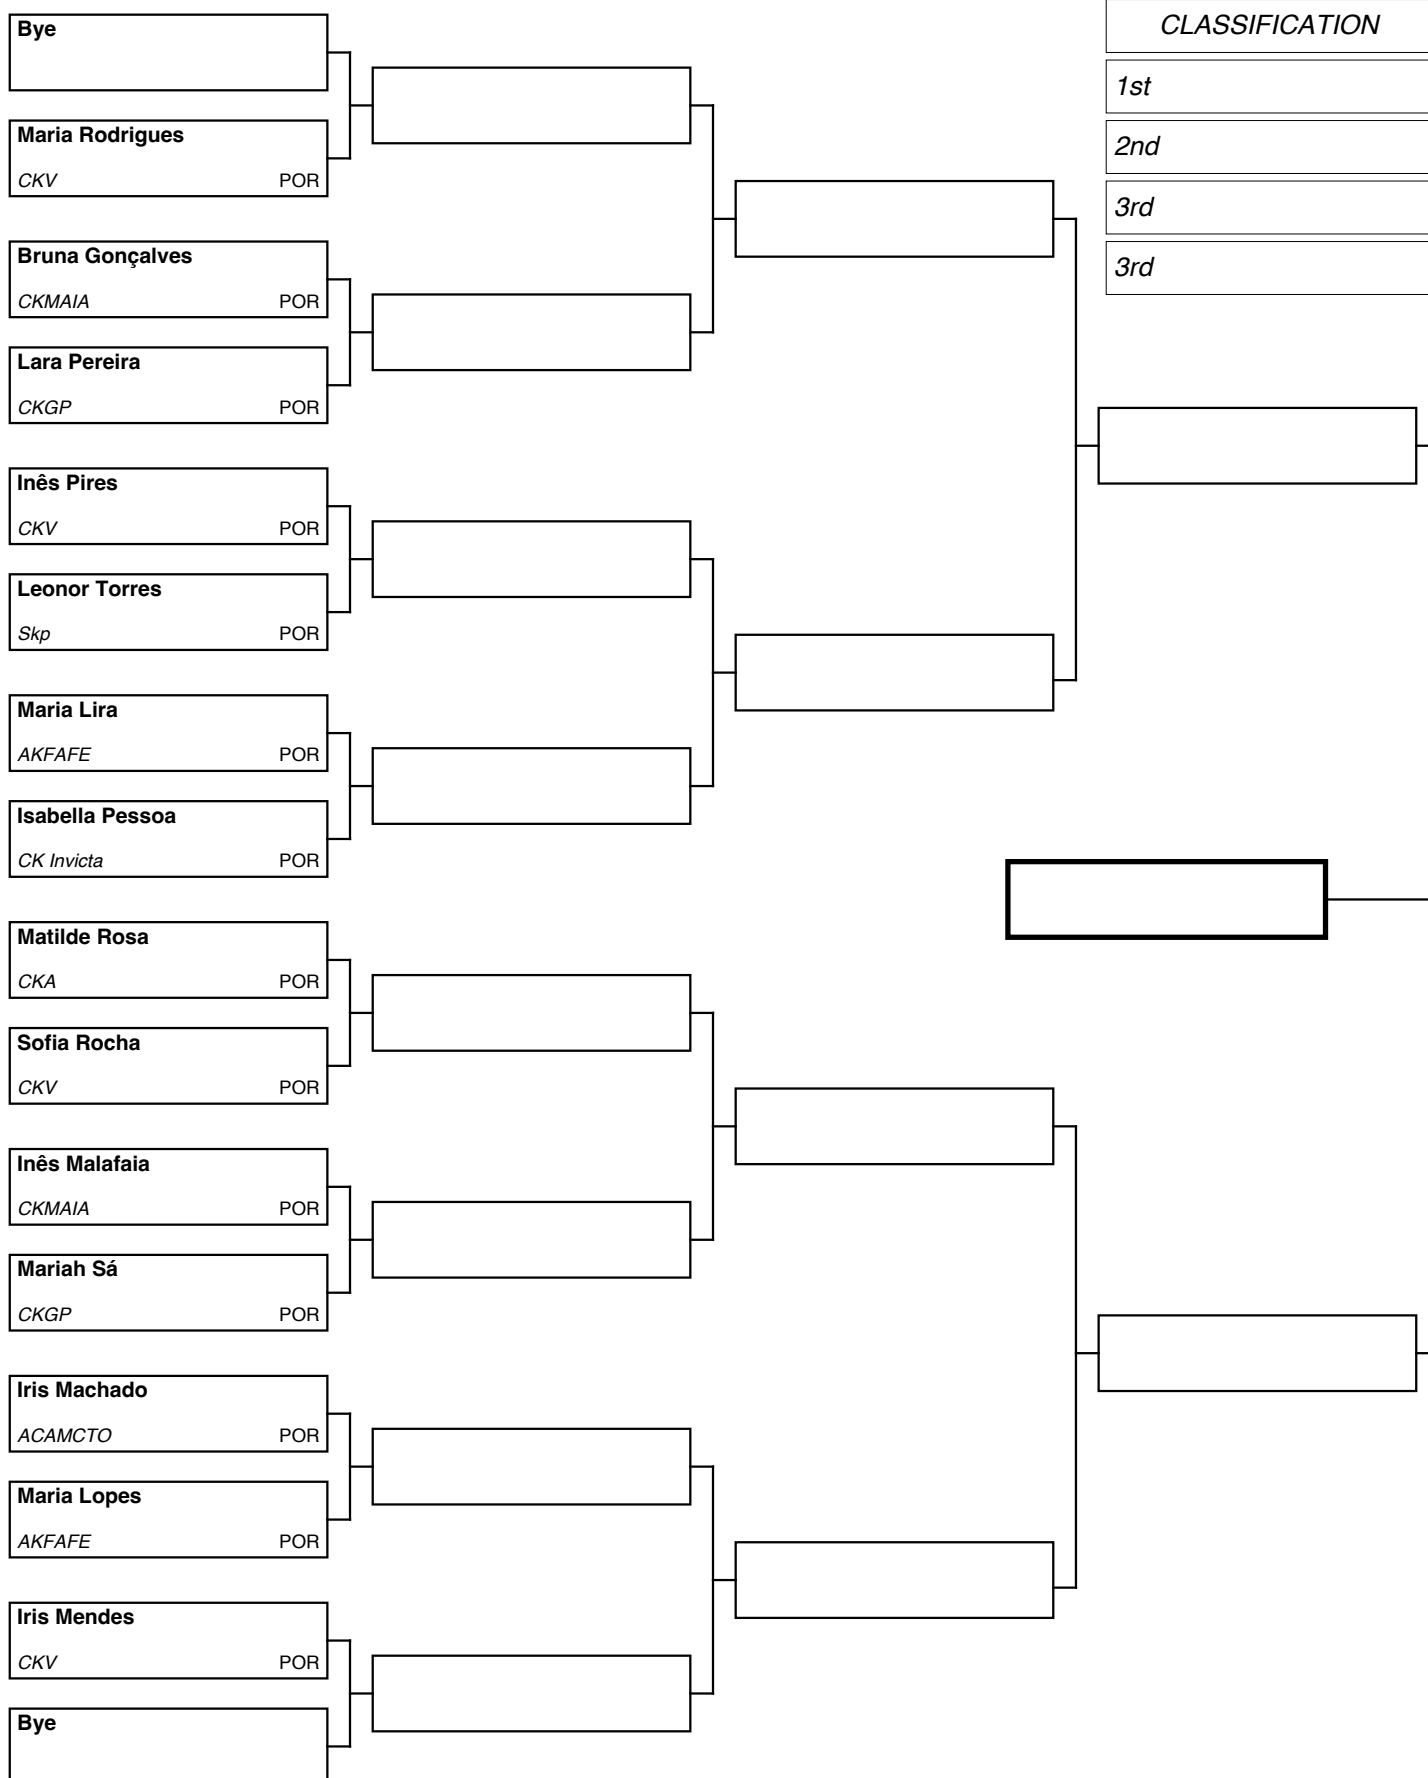 Bye
Maria Rodrigues
CKV POR
Bruna Gonçalves
CKMAIA POR
Lara Pereira
CKGP POR
Inês Pires
CKV POR
Leonor Torres
Skp POR
Maria Lira
AKFAFE POR
Isabella Pessoa
CK Invicta POR
Matilde Rosa
CKA POR
Sofia Rocha
CKV POR
Inês Malafaia
CKMAIA POR
Mariah Sá
CKGP POR
Iris Machado
ACAMCTO POR
Maria Lopes
AKFAFE POR
Iris Mendes
CKV POR
Bye
CLASSIFICATION
1st
2nd
3rd
3rd